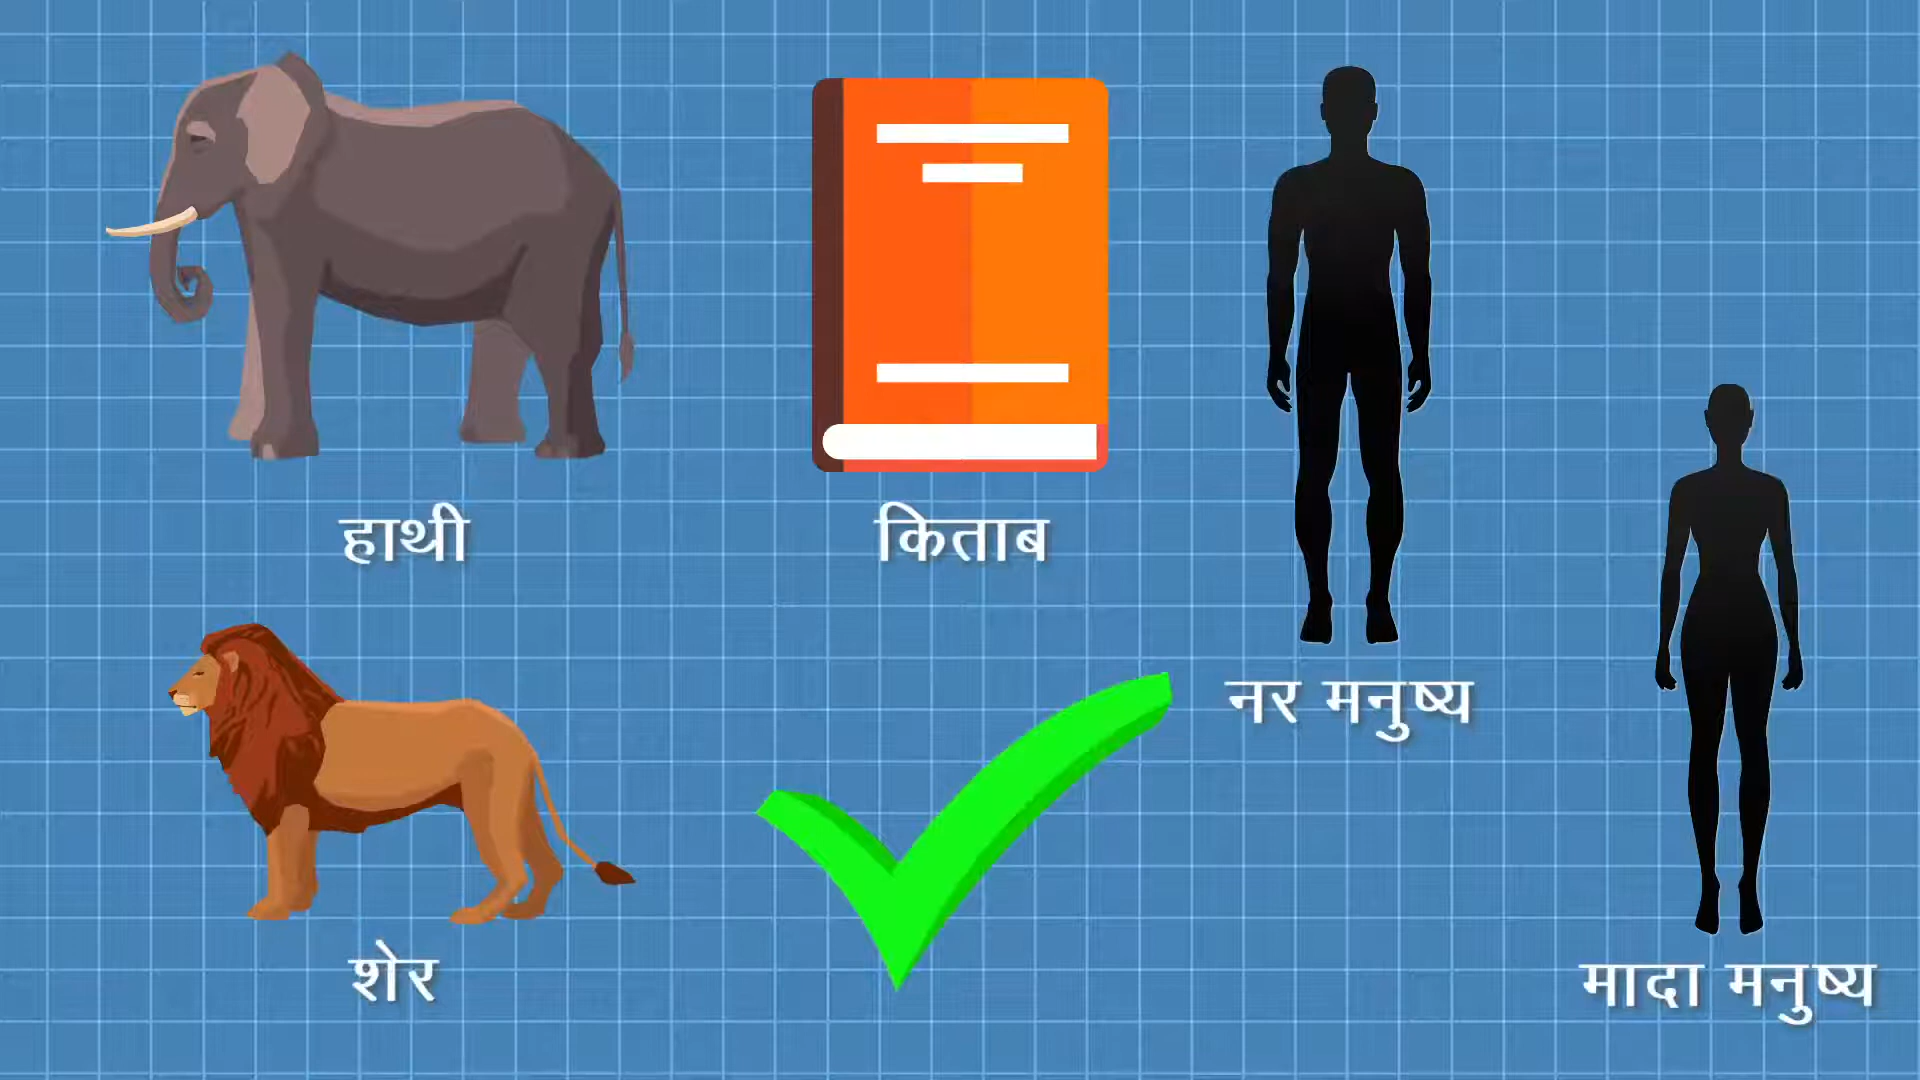 हाथी
किताब
नर मनुष्य
शेर
मादा मनुष्य